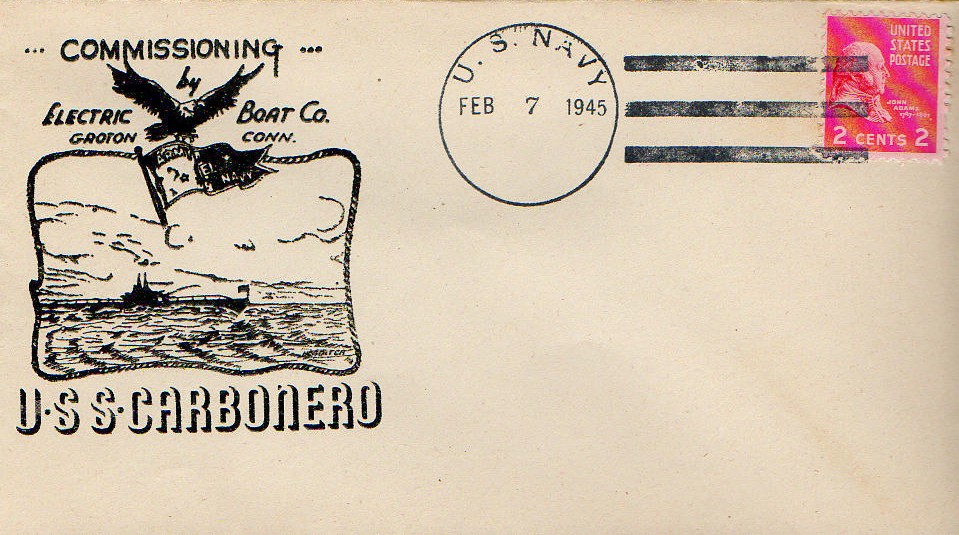 ... COMMISSIONING ...
by
ELECTRIC BOAT CO.
GROTON CONN.
ARMY
NAVY
U·S S·CARBONERO
U. S. NAVY
FEB 7 1945
UNITED
STATES
POSTAGE
JOHN
ADAMS
2 CENTS 2